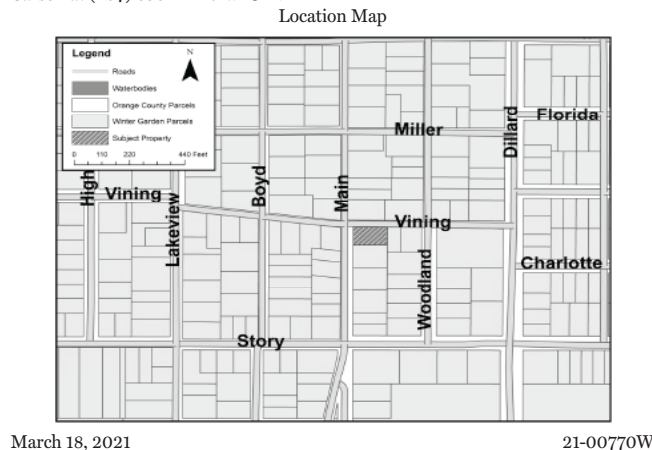 Location Map
Legend
N
Roads
Waterbodies
Orange County Parcels
Winter Garden Parcels
Subject Property
0 110 220 440 Feet
Florida
Miller
Dillard
High
Vining
Boyd
Main
Lakeview
Vining
Charlotte
Woodland
Story
March 18, 2021
21-00770W